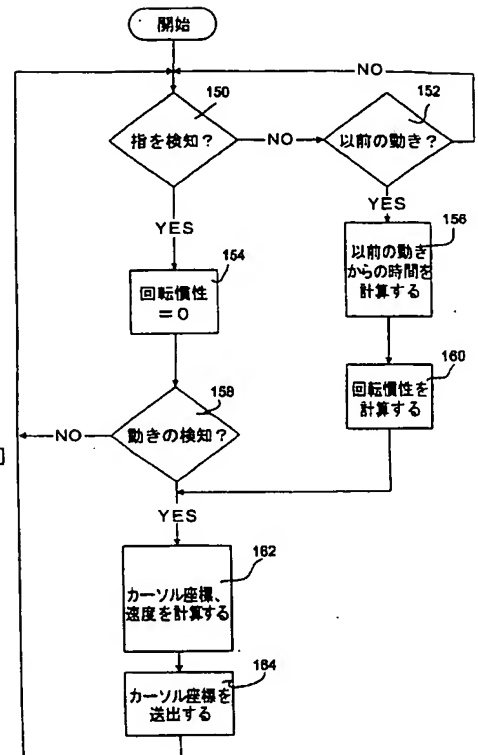 開始
NO
150
152
指を検知?
NO
以前の動き?
YES
YES
156
154
以前の動き
からの時間を
計算する
回転慣性
=0
160
158
回転慣性を
計算する
NO
動きの検知?
YES
162
カーソル座標、
速度を計算する
164
カーソル座標を
送出する